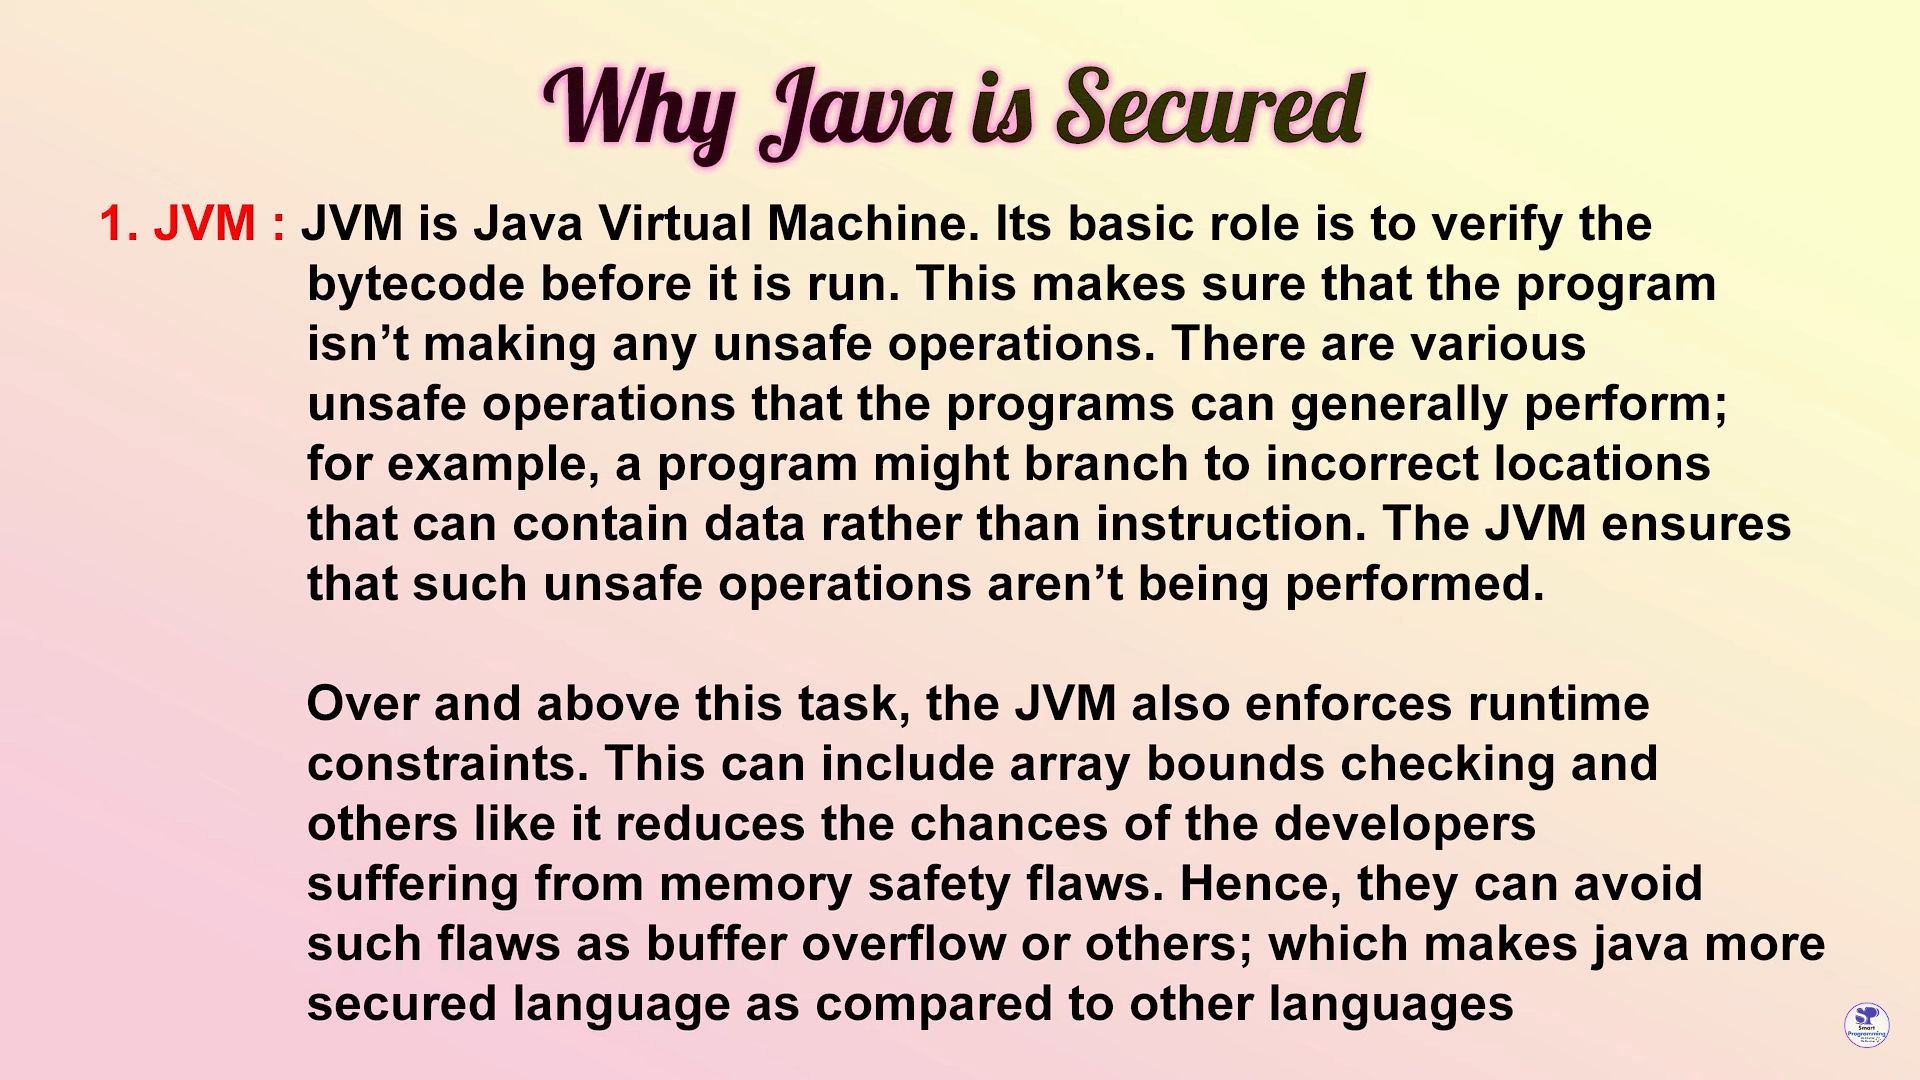 Why Java is Secured
1. JVM : JVM is Java Virtual Machine. Its basic role is to verify the
bytecode before it is run. This makes sure that the program
isn’t making any unsafe operations. There are various
unsafe operations that the programs can generally perform;
for example, a program might branch to incorrect locations
that can contain data rather than instruction. The JVM ensures
that such unsafe operations aren’t being performed.
Over and above this task, the JVM also enforces runtime
constraints. This can include array bounds checking and
others like it reduces the chances of the developers
suffering from memory safety flaws. Hence, they can avoid
such flaws as buffer overflow or others; which makes java more
secured language as compared to other languages
SP
Smart
Programming